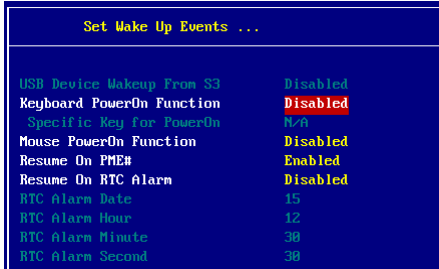 Set Wake Up Events ...
USB Device Wakeup From S3 Disabled
Keyboard PowerOn Function Disabled
Specific Key for PowerOn N/A
Mouse PowerOn Function Disabled
Resume On PME# Enabled
Resume On RTC Alarm Disabled
RTC Alarm Date 15
RTC Alarm Hour 12
RTC Alarm Minute 30
RTC Alarm Second 30